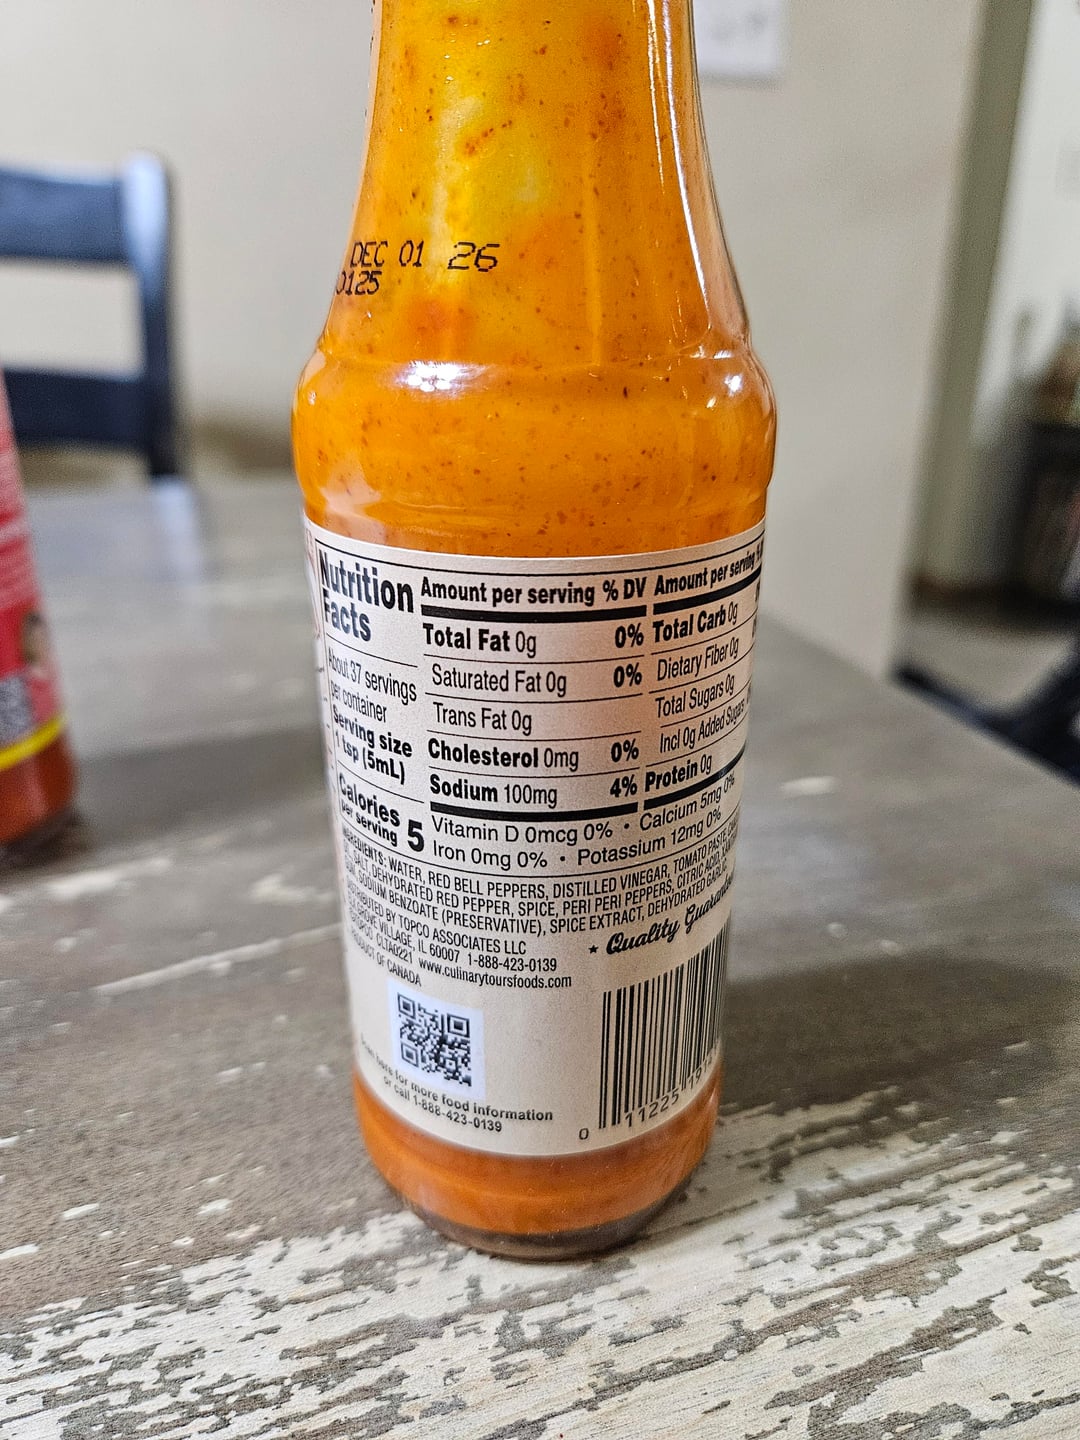 DEC 01 26
0125
Nutrition
Facts
About 37 servings
per container
Serving size
1 tsp (5mL)
Calories 5
per serving
Amount per serving % DV
Total Fat 0g 0%
Saturated Fat 0g 0%
Trans Fat 0g
Cholesterol 0mg 0%
Sodium 100mg 4%
Amount per serving
Total Carb 0g
Dietary Fiber 0g
Total Sugars 0g
Incl 0g Added Sugars
Protein 0g
Vitamin D 0mcg 0% • Calcium 5mg 0%
Iron 0mg 0% • Potassium 12mg 0%
INGREDIENTS: WATER, RED BELL PEPPERS, DISTILLED VINEGAR, TOMATO PASTE,
SALT, DEHYDRATED RED PEPPER, SPICE, PERI PERI PEPPERS, CITRIC ACID,
SODIUM BENZOATE (PRESERVATIVE), SPICE EXTRACT, DEHYDRATED GARLIC,
DISTRIBUTED BY TOPCO ASSOCIATES LLC
ELK GROVE VILLAGE, IL 60007 1-888-423-0139
CLTA0221 www.culinarytoursfoods.com
PRODUCT OF CANADA
★ Quality
Scan here for more food information
or call 1-888-423-0139
0 11225